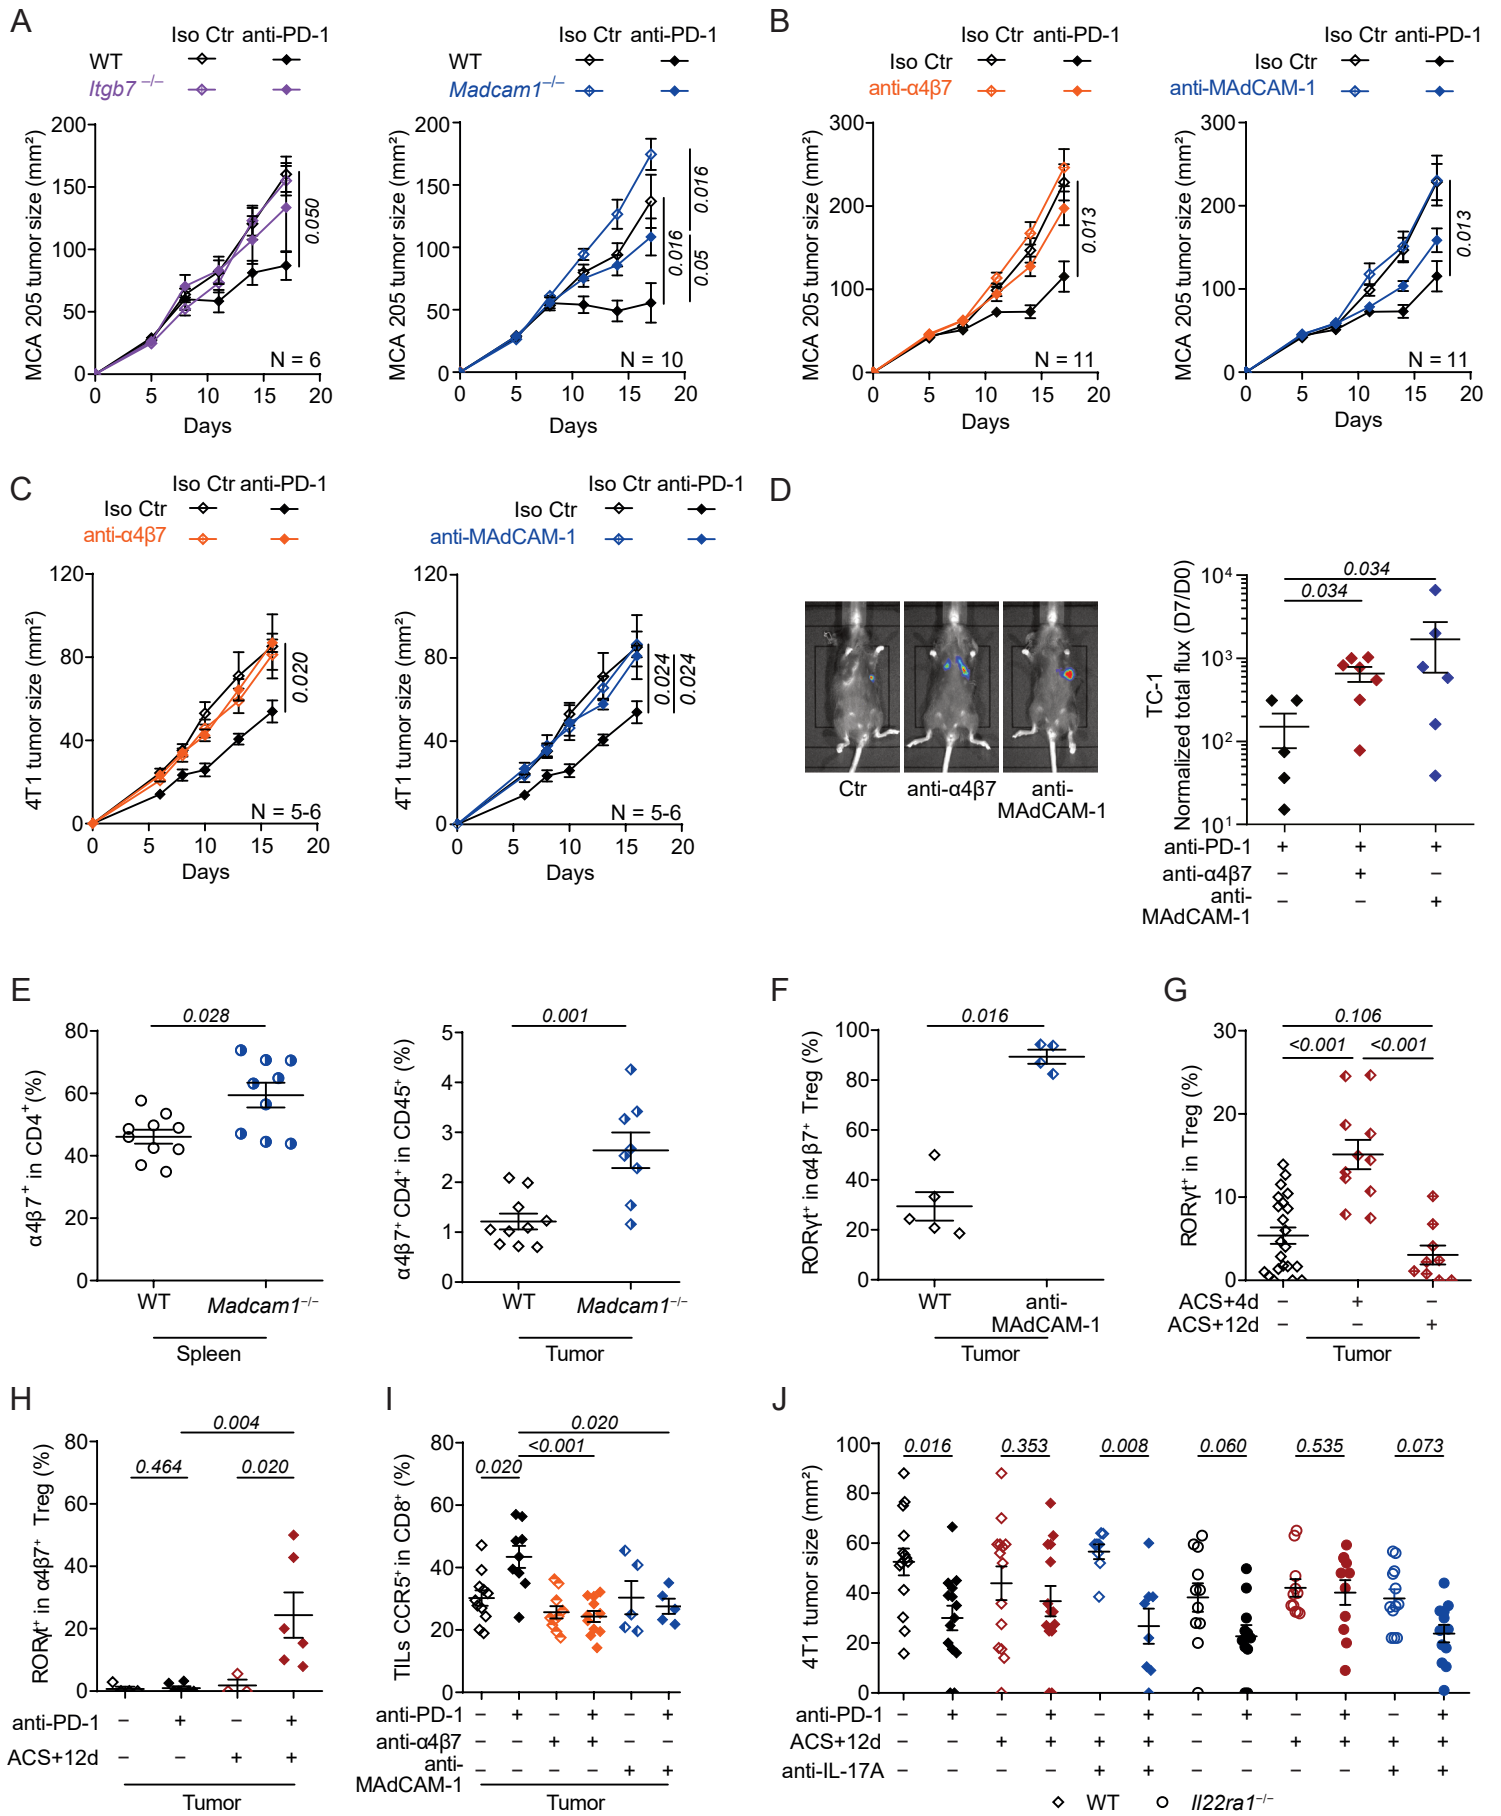 A
Iso Ctr anti-PD-1
WT
Itgb7 –/–
MCA 205 tumor size (mm²)
200
150
100
50
0
0 5 10 15 20
Days
N = 6
0.050
Iso Ctr anti-PD-1
WT
Madcam1–/–
MCA 205 tumor size (mm²)
200
150
100
50
0
0 5 10 15 20
Days
N = 10
0.016
0.016
0.05
B
Iso Ctr anti-PD-1
Iso Ctr
anti-α4β7
MCA 205 tumor size (mm²)
300
200
100
0
0 5 10 15 20
Days
N = 11
0.013
Iso Ctr anti-PD-1
Iso Ctr
anti-MAdCAM-1
MCA 205 tumor size (mm²)
300
200
100
0
0 5 10 15 20
Days
N = 11
0.013
C
Iso Ctr anti-PD-1
Iso Ctr
anti-α4β7
4T1 tumor size (mm²)
120
80
40
0
0 5 10 15 20
Days
N = 5-6
0.020
Iso Ctr anti-PD-1
Iso Ctr
anti-MAdCAM-1
4T1 tumor size (mm²)
120
80
40
0
0 5 10 15 20
Days
N = 5-6
0.024
0.024
D
Ctr
anti-α4β7
anti-
MAdCAM-1
TC-1
Normalized total flux (D7/D0)
10⁴
10³
10²
10¹
0.034
0.034
anti-PD-1 + + +
anti-α4β7 – + –
anti-
MAdCAM-1 – – +
E
α4β7⁺ in CD4⁺(%)
80
60
40
20
0
0.028
WT Madcam1–/–
Spleen
α4β7⁺ CD4⁺ in CD45⁺ (%)
5
4
3
2
1
0
0.001
WT Madcam1–/–
Tumor
F
RORγt⁺ in α4β7⁺ Treg (%)
100
80
60
40
20
0
0.016
WT anti-
MAdCAM-1
Tumor
G
RORγt⁺ in Treg (%)
30
20
10
0
0.106
<0.001 <0.001
ACS+4d – + –
ACS+12d – – +
Tumor
H
RORγt⁺ in α4β7⁺ Treg (%)
80
60
40
20
0
0.004
0.464 0.020
anti-PD-1 – + – +
ACS+12d – – + +
Tumor
I
TILs CCR5⁺ in CD8⁺ (%)
80
60
40
20
0
0.020
<0.001
0.020
anti-PD-1 – + – + – +
anti-α4β7 – – + + – –
anti-
MAdCAM-1 – – – – + +
Tumor
J
4T1 tumor size (mm²)
100
80
60
40
20
0
0.016 0.353 0.008 0.060 0.535 0.073
anti-PD-1 – + – + – + – + – + – +
ACS+12d – – + + + + – – + + + +
anti-IL-17A – – – – + + – – – – + +
WT Il22ra1–/–